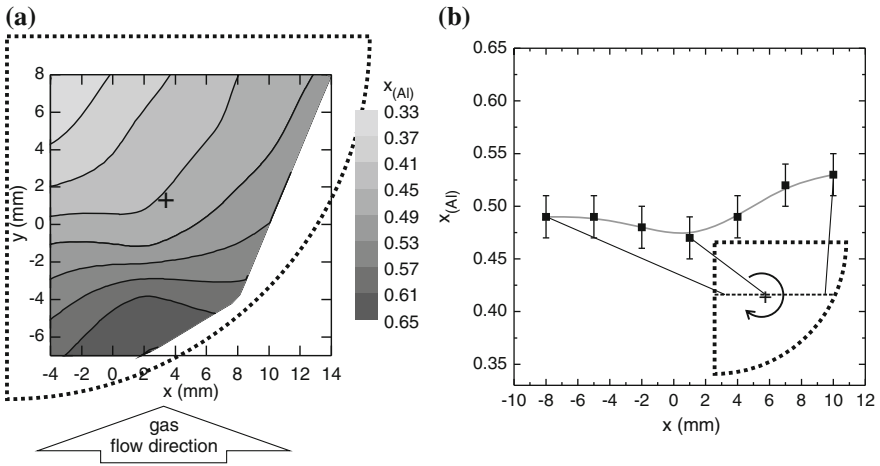 (a)
8
6
4
2
0
-2
-4
-6
y (mm)
-4 -2 0 2 4 6 8 10 12 14
x (mm)
x(Al)
0.33
0.37
0.41
0.45
0.49
0.53
0.57
0.61
0.65
gas
flow direction
(b)
0.65
0.60
0.55
0.50
0.45
0.40
0.35
x(Al)
-10 -8 -6 -4 -2 0 2 4 6 8 10 12
x (mm)